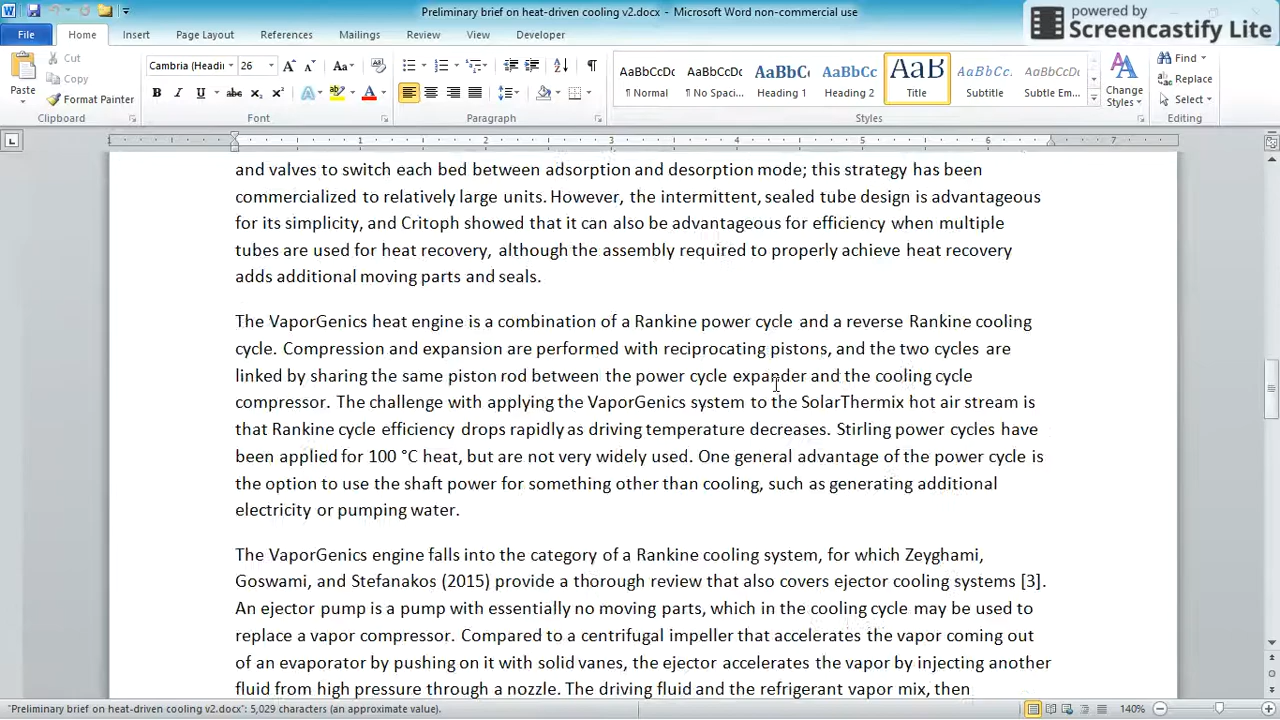 Preliminary brief on heat-driven cooling v2.docx - Microsoft Word non-commercial use
powered by
Screencastify Lite
File Home Insert Page Layout References Mailings Review View Developer
Paste
Cut
Copy
Format Painter
Clipboard
Cambria (Headi 26
Font
Paragraph
AaBbCcDc AaBbCcDc AaBbC AaBbCc AaB AaBbCc. AaBbCcDc
¶ Normal ¶ No Spaci... Heading 1 Heading 2 Title Subtitle Subtle Em...
Change
Styles
Styles
Find
Replace
Select
Editing
1 1 2 3 4 5 6 7
and valves to switch each bed between adsorption and desorption mode; this strategy has been
commercialized to relatively large units. However, the intermittent, sealed tube design is advantageous
for its simplicity, and Critoph showed that it can also be advantageous for efficiency when multiple
tubes are used for heat recovery, although the assembly required to properly achieve heat recovery
adds additional moving parts and seals.
The VaporGenics heat engine is a combination of a Rankine power cycle and a reverse Rankine cooling
cycle. Compression and expansion are performed with reciprocating pistons, and the two cycles are
linked by sharing the same piston rod between the power cycle expander and the cooling cycle
compressor. The challenge with applying the VaporGenics system to the SolarThermix hot air stream is
that Rankine cycle efficiency drops rapidly as driving temperature decreases. Stirling power cycles have
been applied for 100 °C heat, but are not very widely used. One general advantage of the power cycle is
the option to use the shaft power for something other than cooling, such as generating additional
electricity or pumping water.
The VaporGenics engine falls into the category of a Rankine cooling system, for which Zeyghami,
Goswami, and Stefanakos (2015) provide a thorough review that also covers ejector cooling systems [3].
An ejector pump is a pump with essentially no moving parts, which in the cooling cycle may be used to
replace a vapor compressor. Compared to a centrifugal impeller that accelerates the vapor coming out
of an evaporator by pushing on it with solid vanes, the ejector accelerates the vapor by injecting another
fluid from high pressure through a nozzle. The driving fluid and the refrigerant vapor mix, then
"Preliminary brief on heat-driven cooling v2.docx": 5,029 characters (an approximate value). 140%